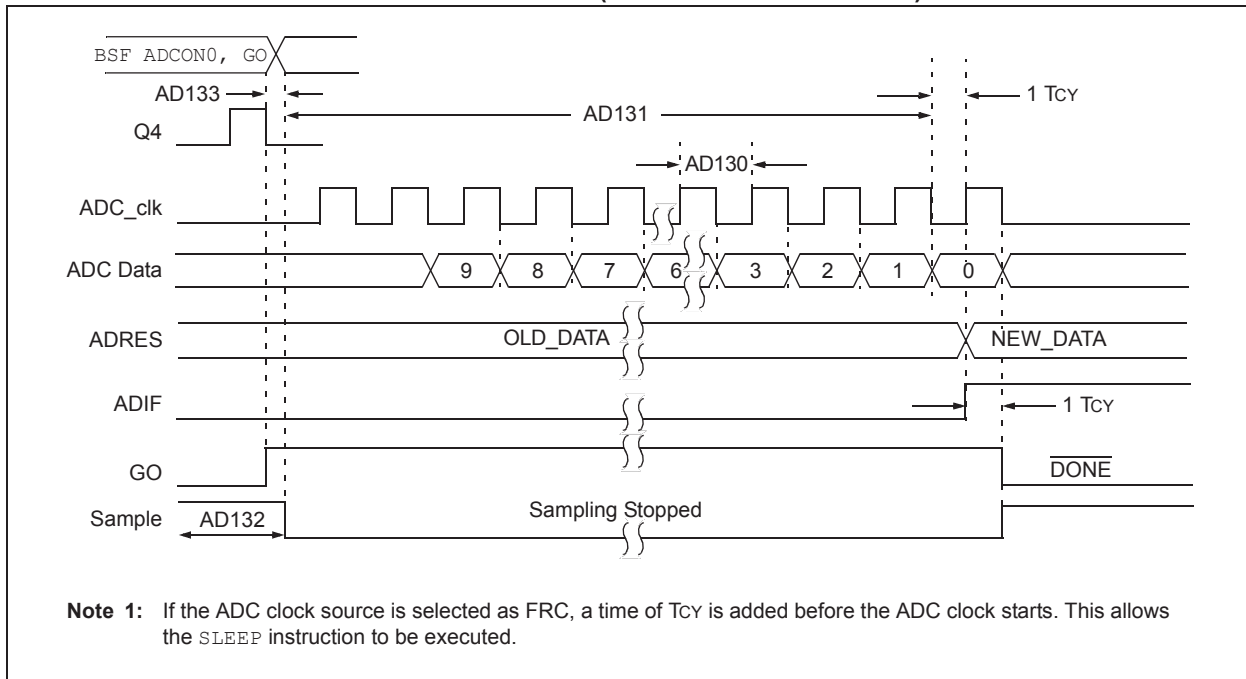 BSF ADCON0, GO
AD133
1 TCY
AD131
Q4
AD130
ADC_clk
ADC Data
9 8 7 6 3 2 1 0
ADRES
OLD_DATA
NEW_DATA
ADIF
1 TCY
GO
DONE
Sample
AD132
Sampling Stopped
Note 1: If the ADC clock source is selected as FRC, a time of TCY is added before the ADC clock starts. This allows
the SLEEP instruction to be executed.